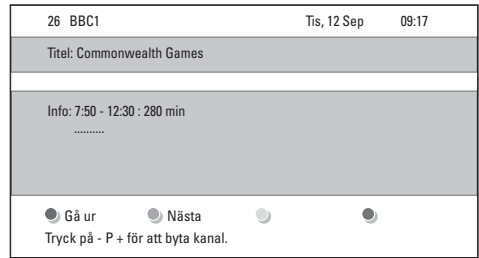 26 BBC1 Tis, 12 Sep 09:17
Titel: Commonwealth Games
Info: 7:50 - 12:30 : 280 min
..........
Gå ur Nästa
Tryck på - P + för att byta kanal.